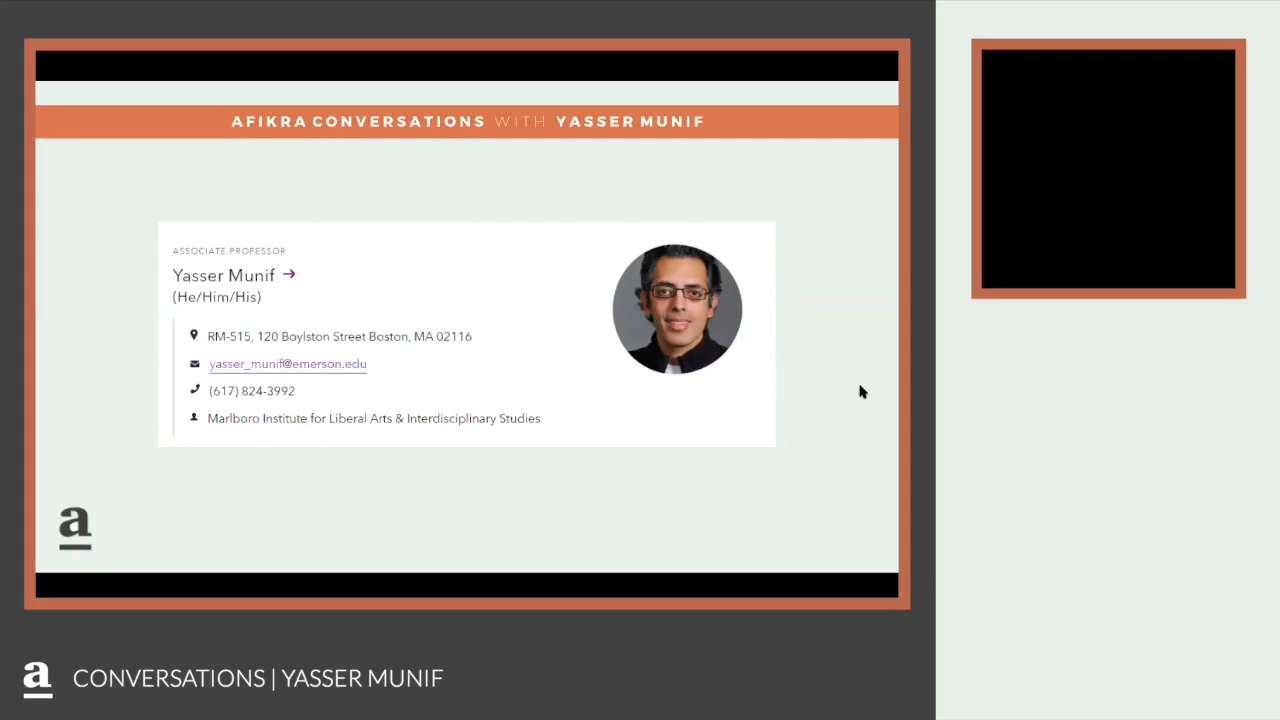 AFIKRA CONVERSATIONS WITH YASSER MUNIF
ASSOCIATE PROFESSOR
Yasser Munif →
(He/Him/His)
RM-515, 120 Boylston Street Boston, MA 02116
yasser_munif@emerson.edu
(617) 824-3992
Marlboro Institute for Liberal Arts & Interdisciplinary Studies
a
a CONVERSATIONS | YASSER MUNIF